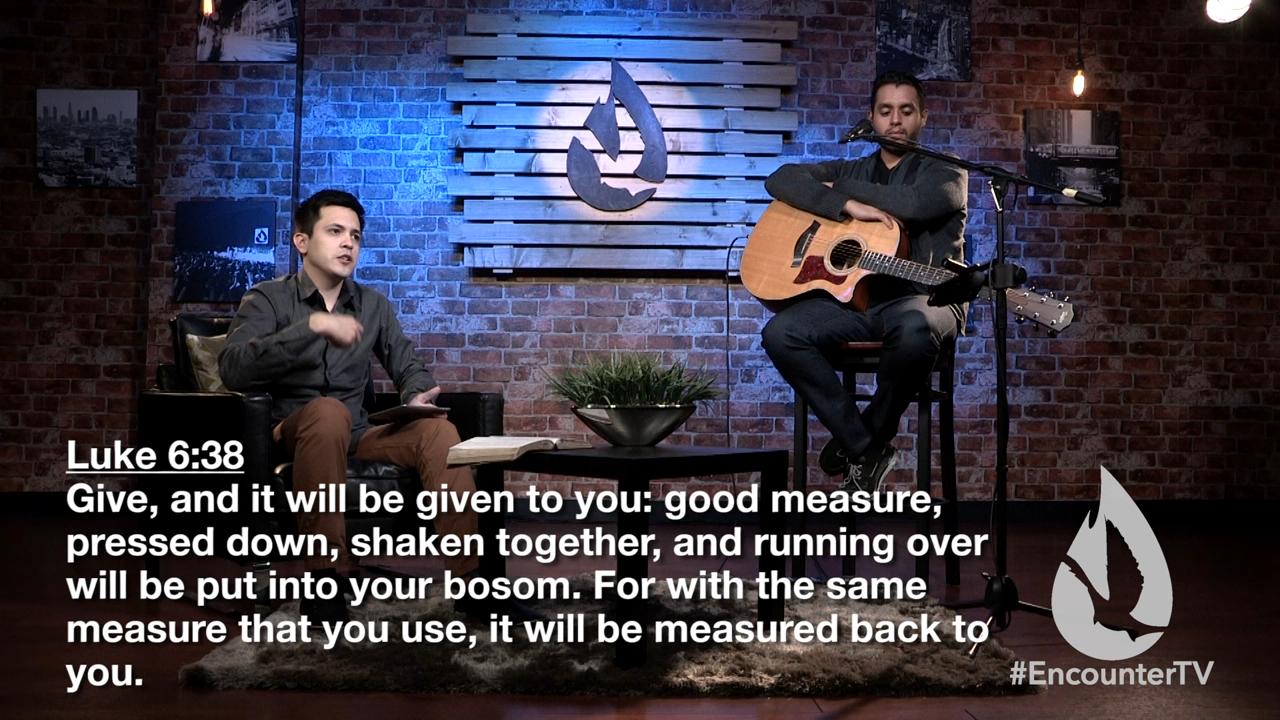 Luke 6:38
Give, and it will be given to you: good measure,
pressed down, shaken together, and running over
will be put into your bosom. For with the same
measure that you use, it will be measured back to
you.
#EncounterTV